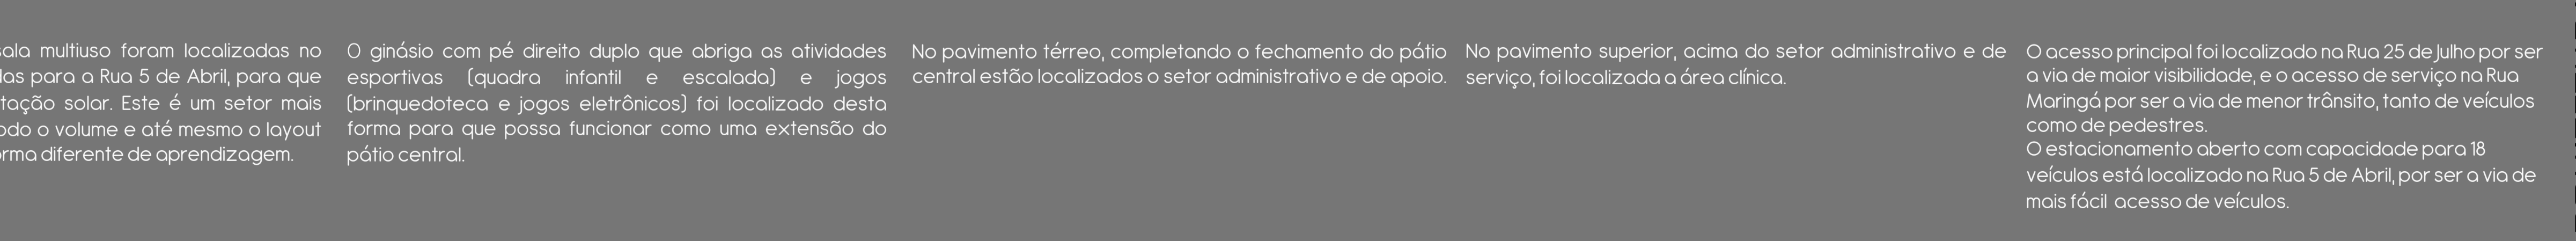 sala multiuso foram localizadas no
para a Rua 5 de Abril, para que
solar. Este é um setor mais
o volume e até mesmo o layout
diferente de aprendizagem.
O ginásio com pé direito duplo que abriga as atividades
esportivas (quadra infantil e escalada) e jogos
(brinquedoteca e jogos eletrônicos) foi localizado desta
forma para que possa funcionar como uma extensão do
pátio central.
No pavimento térreo, completando o fechamento do pátio
central estão localizados o setor administrativo e de apoio.
No pavimento superior, acima do setor administrativo e de
serviço, foi localizada a área clínica.
O acesso principal foi localizado na Rua 25 de Julho por ser
a via de maior visibilidade, e o acesso de serviço na Rua
Maringá por ser a via de menor trânsito, tanto de veículos
como de pedestres.
O estacionamento aberto com capacidade para 18
veículos está localizado na Rua 5 de Abril, por ser a via de
mais fácil acesso de veículos.